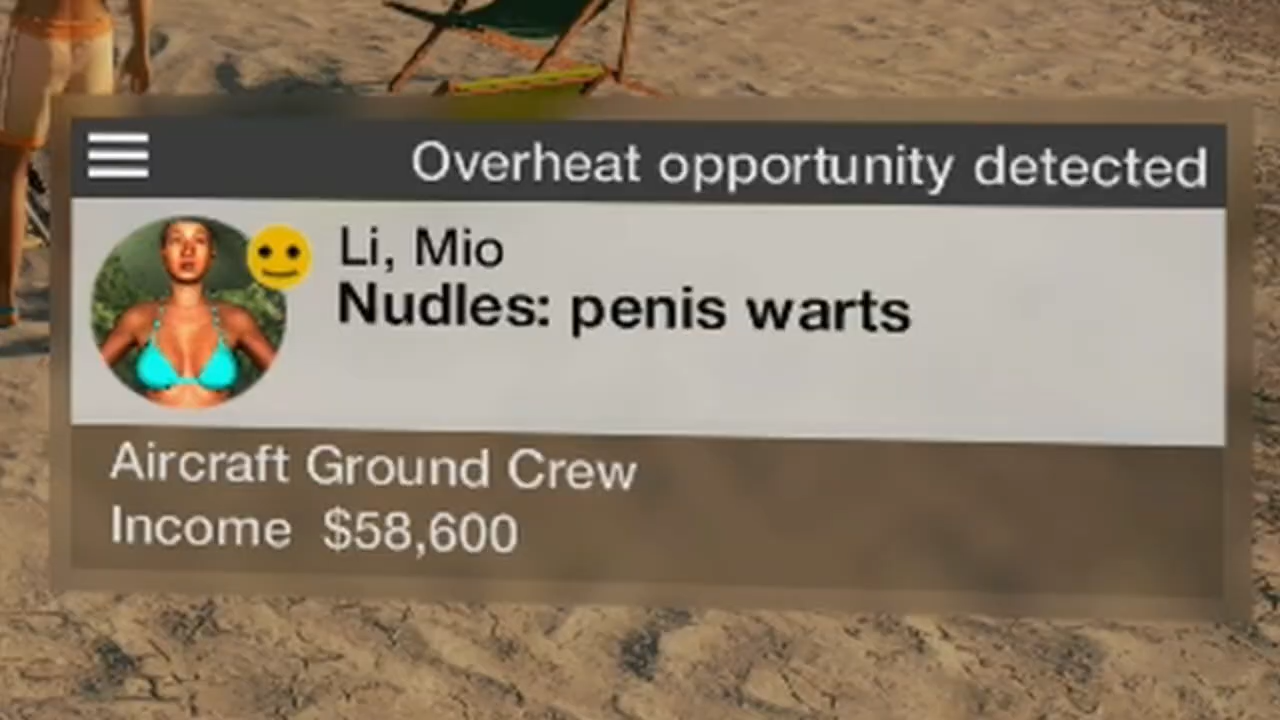 Overheat opportunity detected
Li, Mio
Nudles: penis warts
Aircraft Ground Crew
Income $58,600